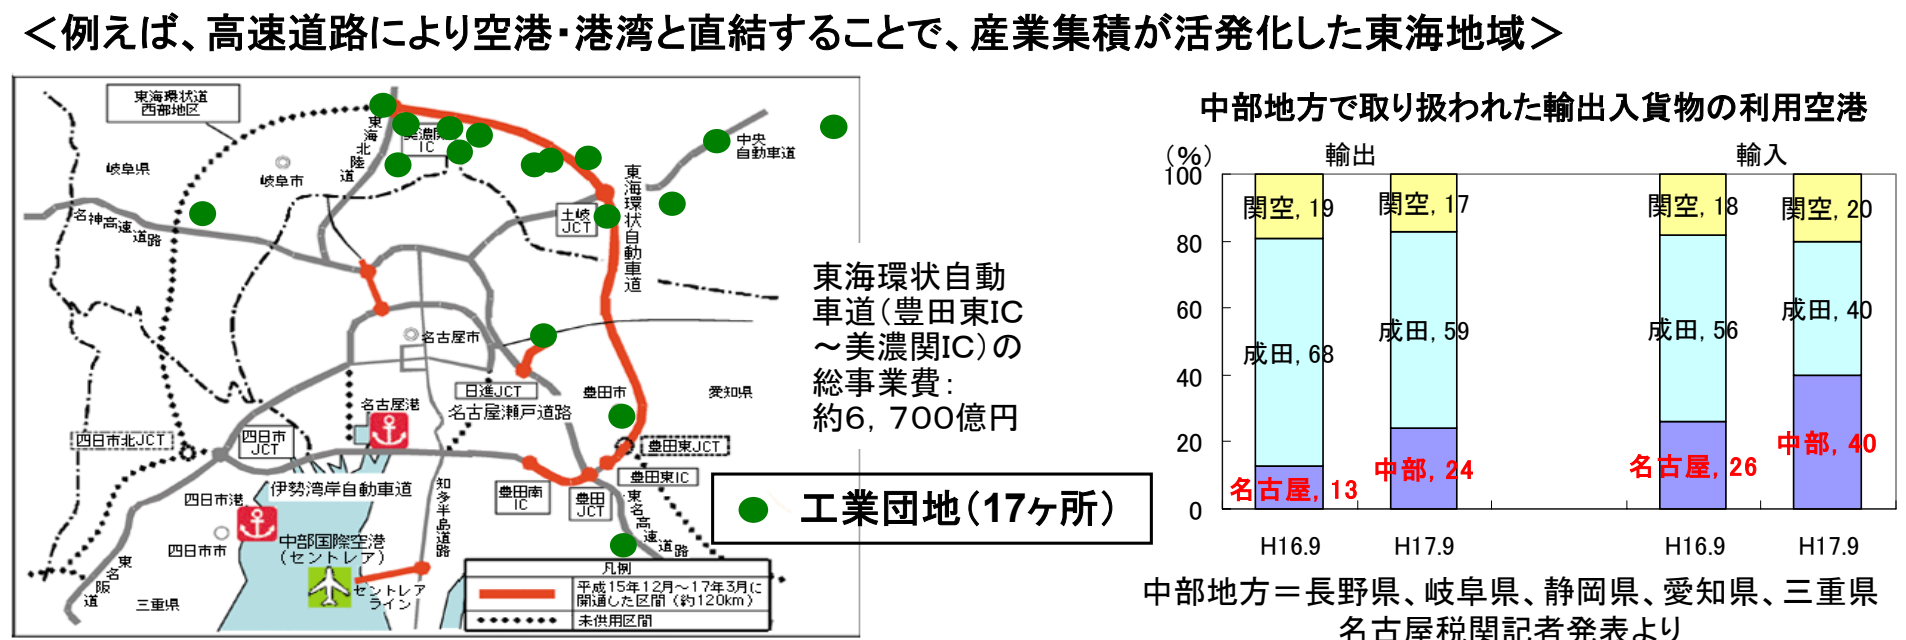 ＜例えば、高速道路により空港・港湾と直結することで、産業集積が活発化した東海地域＞
東海環状道
西部地区
岐阜県
岐阜市
東海北陸道
美濃関
IC
中央
自動車道
名神高速道路
土岐
JCT
東海環状自動車道
名古屋市
日進JCT
名古屋瀬戸道路
豊田市
愛知県
名古屋港
四日市北JCT
四日市
JCT
豊田東JCT
豊田東IC
伊勢湾岸自動車道
豊田南
IC
豊田
JCT
東名高速道路
知多半島道路
四日市港
四日市市
中部国際空港
（セントレア）
セントレア
ライン
東名阪道
三重県
凡例
平成15年12月～17年3月に
開通した区間（約120km）
未供用区間
東海環状自動
車道（豊田東IC
～美濃関IC）の
総事業費：
約6，700億円
工業団地（17ヶ所）
中部地方で取り扱われた輸出入貨物の利用空港
（%）
輸出
輸入
100
80
60
40
20
0
関空, 19
成田, 68
名古屋, 13
関空, 17
成田, 59
中部, 24
関空, 18
成田, 56
名古屋, 26
関空, 20
成田, 40
中部, 40
H16.9
H17.9
H16.9
H17.9
中部地方＝長野県、岐阜県、静岡県、愛知県、三重県
名古屋税関記者発表より